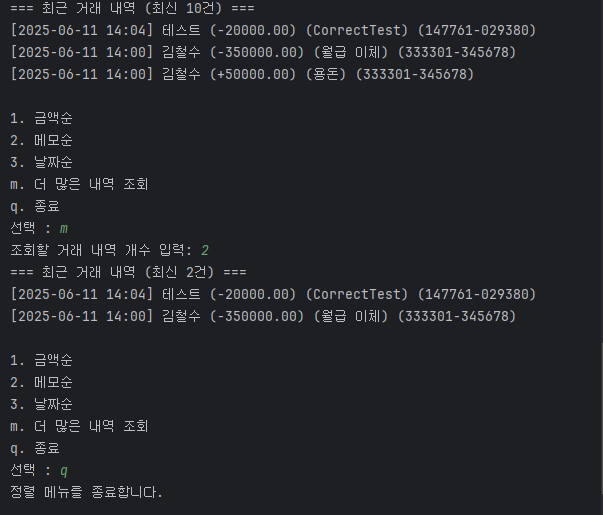 === 최근 거래 내역 (최신 10건) ===
[2025-06-11 14:04] 테스트 (-20000.00) (CorrectTest) (147761-029380)
[2025-06-11 14:00] 김철수 (-350000.00) (월급 이체) (333301-345678)
[2025-06-11 14:00] 김철수 (+50000.00) (용돈) (333301-345678)
1. 금액순
2. 메모순
3. 날짜순
m. 더 많은 내역 조회
q. 종료
선택 : m
조회할 거래 내역 개수 입력: 2
=== 최근 거래 내역 (최신 2건) ===
[2025-06-11 14:04] 테스트 (-20000.00) (CorrectTest) (147761-029380)
[2025-06-11 14:00] 김철수 (-350000.00) (월급 이체) (333301-345678)
1. 금액순
2. 메모순
3. 날짜순
m. 더 많은 내역 조회
q. 종료
선택 : q
정렬 메뉴를 종료합니다.